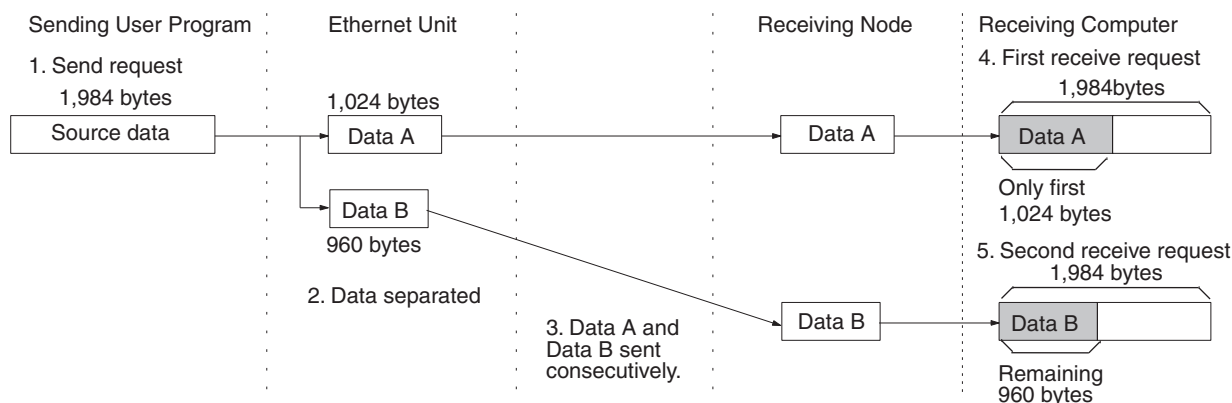 Sending User Program
Ethernet Unit
Receiving Node
Receiving Computer
1. Send request
1,984 bytes
Source data
1,024 bytes
Data A
Data B
960 bytes
2. Data separated
3. Data A and
Data B sent
consecutively.
Data A
Data B
4. First receive request
1,984bytes
Data A
Only first
1,024 bytes
5. Second receive request
1,984 bytes
Data B
Remaining
960 bytes